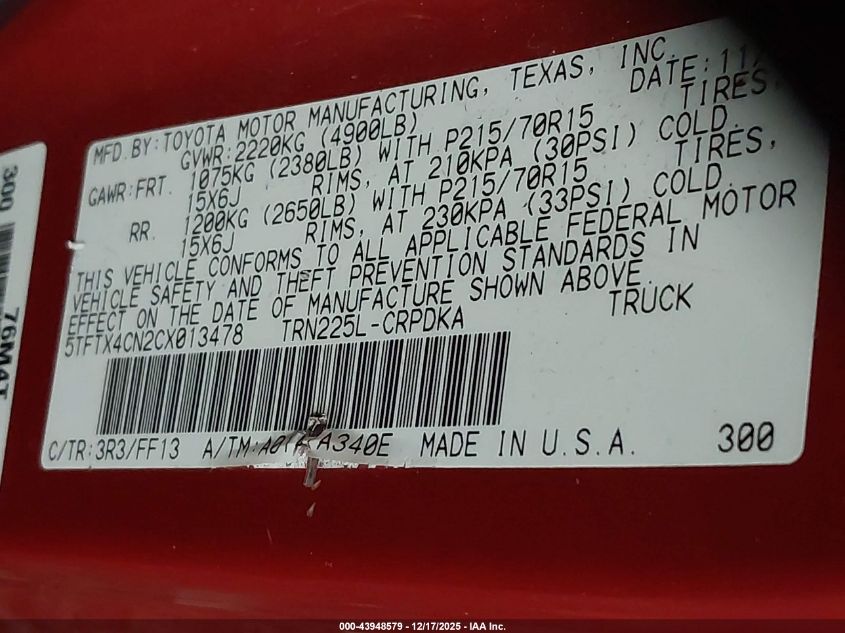 MFD.BY:TOYOTA MOTOR MANUFACTURING, TEXAS, INC.
GVWR:2220KG (4900LB) DATE:11/
GAWR:FRT. 1075KG (2380LB) WITH P215/70R15 TIRES,
15X6J RIMS, AT 210KPA (30PSI) COLD.
RR. 1200KG (2650LB) WITH P215/70R15 TIRES,
15X6J RIMS, AT 230KPA (33PSI) COLD.
THIS VEHICLE CONFORMS TO ALL APPLICABLE FEDERAL MOTOR
VEHICLE SAFETY AND THEFT PREVENTION STANDARDS IN
EFFECT ON THE DATE OF MANUFACTURE SHOWN ABOVE.
5TFTX4CN2CX013478 TRN225L-CRPDKA TRUCK
C/TR:3R3/FF13 A/TM: A340E MADE IN U.S.A. 300
300
76M4T
000-43948579 - 12/17/2025 - IAA Inc.